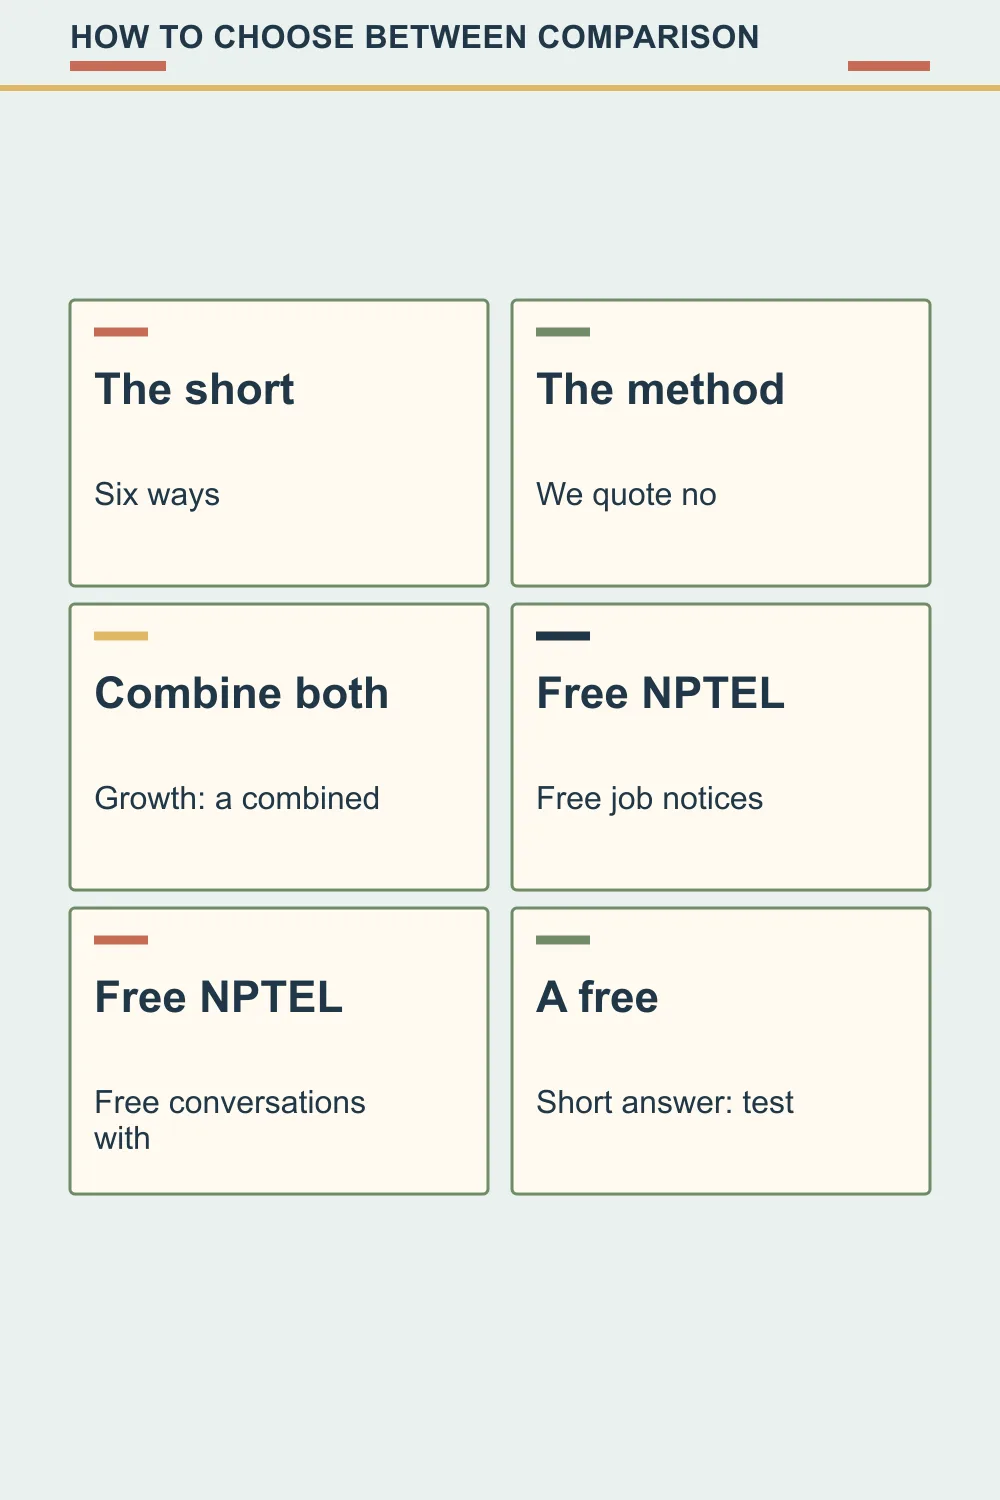 HOW TO CHOOSE BETWEEN COMPARISON
The short
Six ways
The method
We quote no
Combine both
Growth: a combined
Free NPTEL
Free job notices
Free NPTEL
Free conversations
with
A free
Short answer: test